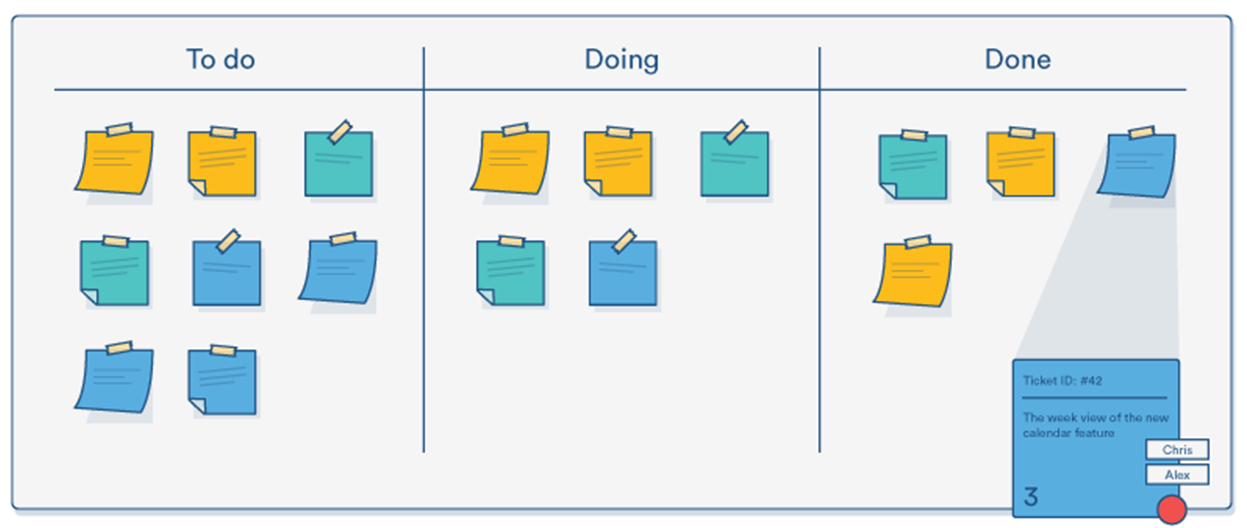 To do
Doing
Done
Ticket ID: #42
The week view of the new
calendar feature
Chris
Alex
3